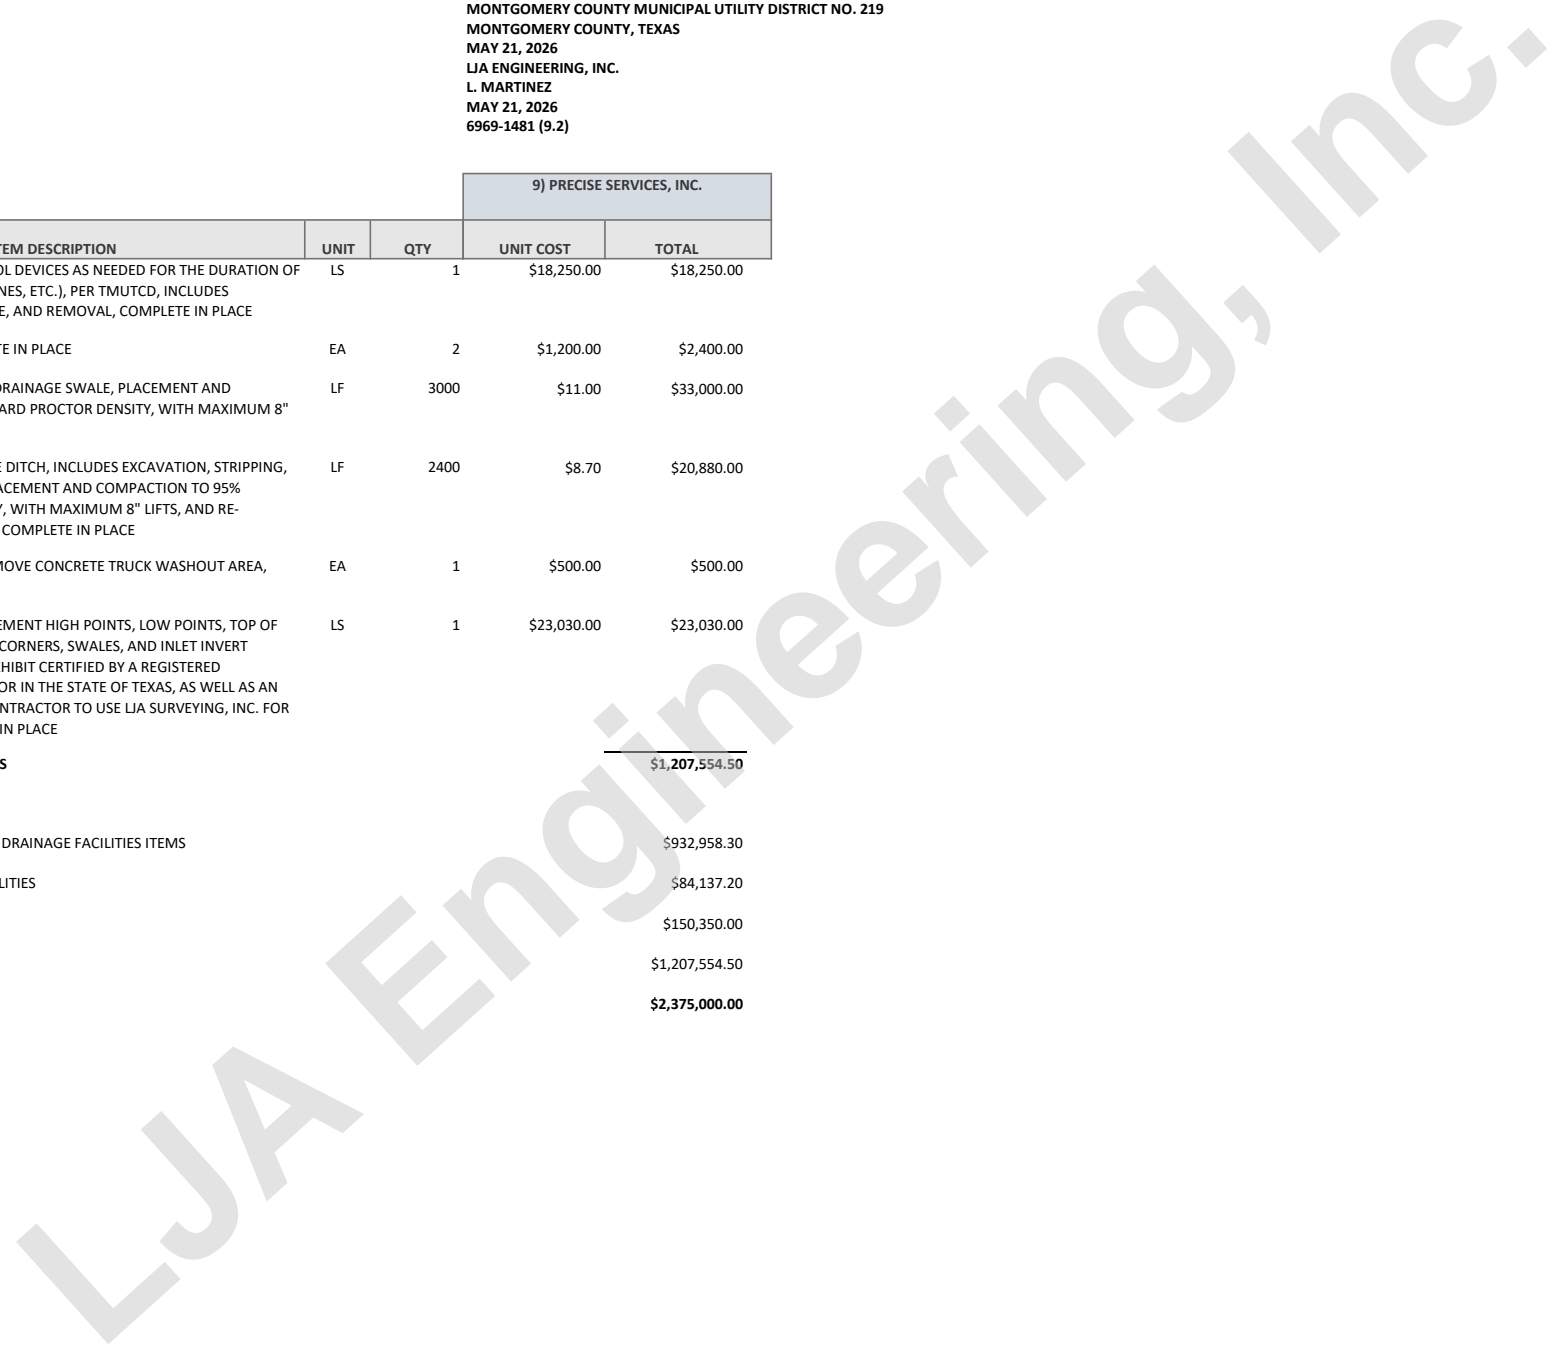 MONTGOMERY COUNTY MUNICIPAL UTILITY DISTRICT NO. 219
MONTGOMERY COUNTY, TEXAS
MAY 21, 2026
LJA ENGINEERING, INC.
L. MARTINEZ
MAY 21, 2026
6969-1481 (9.2)
9) PRECISE SERVICES, INC.
TEM DESCRIPTION UNIT QTY UNIT COST TOTAL
OL DEVICES AS NEEDED FOR THE DURATION OF LS 1 $18,250.00 $18,250.00
NES, ETC.), PER TMUTCD, INCLUDES
E, AND REMOVAL, COMPLETE IN PLACE
TE IN PLACE EA 2 $1,200.00 $2,400.00
DRAINAGE SWALE, PLACEMENT AND LF 3000 $11.00 $33,000.00
ARD PROCTOR DENSITY, WITH MAXIMUM 8"
E DITCH, INCLUDES EXCAVATION, STRIPPING, LF 2400 $8.70 $20,880.00
ACEMENT AND COMPACTION TO 95%
Y, WITH MAXIMUM 8" LIFTS, AND RE-
COMPLETE IN PLACE
MOVE CONCRETE TRUCK WASHOUT AREA, EA 1 $500.00 $500.00
EMENT HIGH POINTS, LOW POINTS, TOP OF LS 1 $23,030.00 $23,030.00
CORNERS, SWALES, AND INLET INVERT
HIBIT CERTIFIED BY A REGISTERED
OR IN THE STATE OF TEXAS, AS WELL AS AN
NTRACTOR TO USE LJA SURVEYING, INC. FOR
IN PLACE
S $1,207,554.50
DRAINAGE FACILITIES ITEMS $932,958.30
LITIES $84,137.20
$150,350.00
$1,207,554.50
$2,375,000.00
LJA Engineering, Inc.